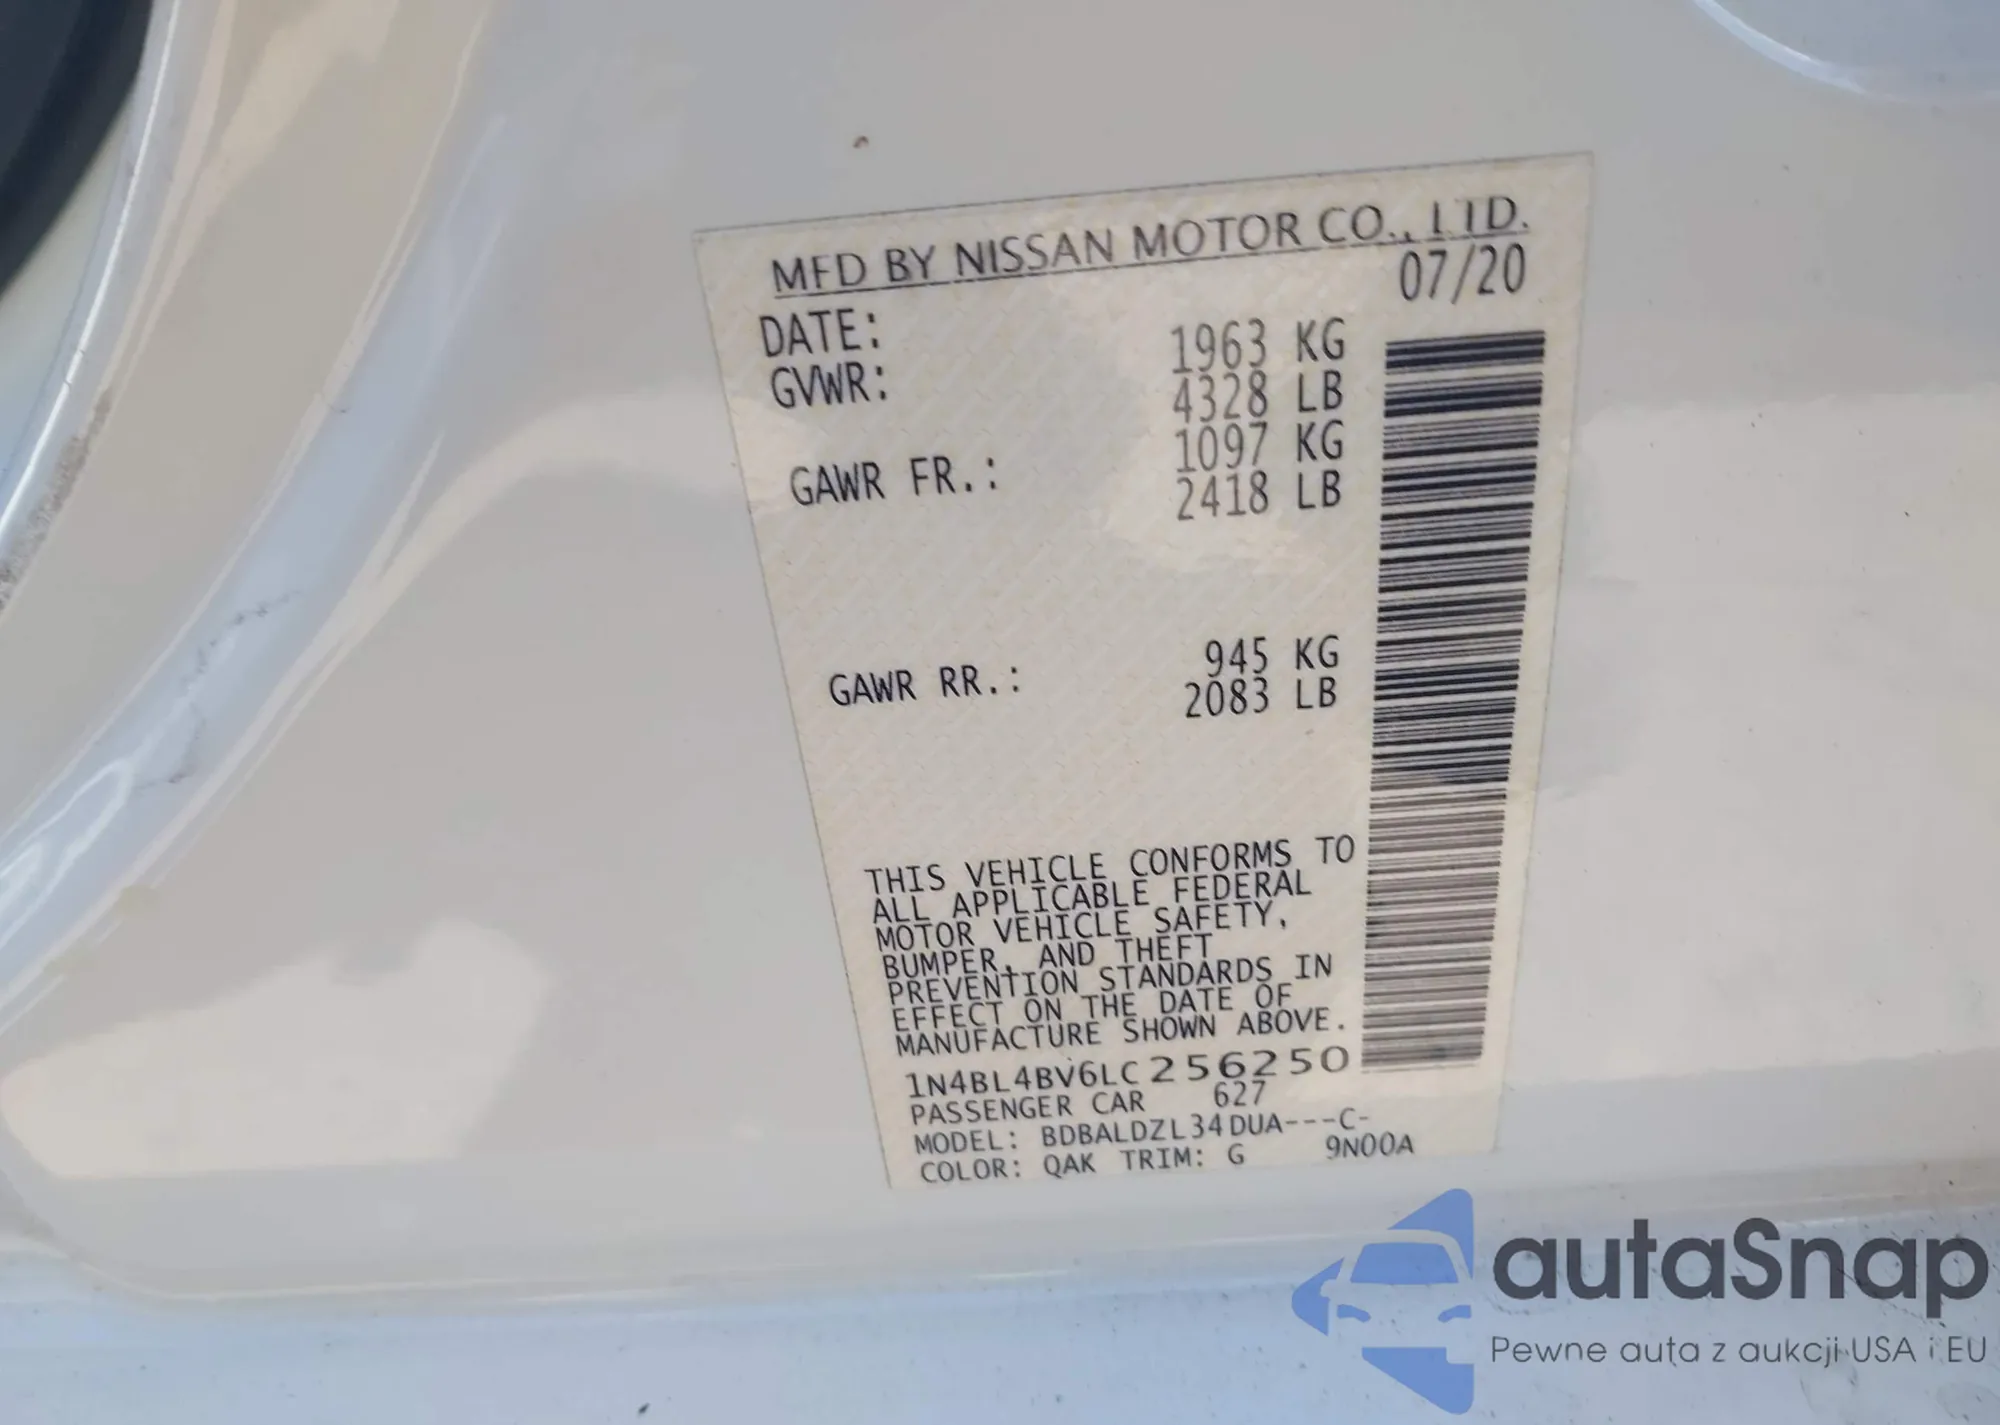 MFD BY NISSAN MOTOR CO., LTD.
DATE: 07/20
GVWR: 1963 KG
4328 LB
GAWR FR.: 1097 KG
2418 LB
GAWR RR.: 945 KG
2083 LB
THIS VEHICLE CONFORMS TO
ALL APPLICABLE FEDERAL
MOTOR VEHICLE SAFETY,
BUMPER, AND THEFT
PREVENTION STANDARDS IN
EFFECT ON THE DATE OF
MANUFACTURE SHOWN ABOVE.
1N4BL4BV6LC256250
PASSENGER CAR 627
MODEL: BDBALDZL34DUA---C-
COLOR: QAK TRIM: G 9N00A
autaSnap
Pewne auta z aukcji USA i EU